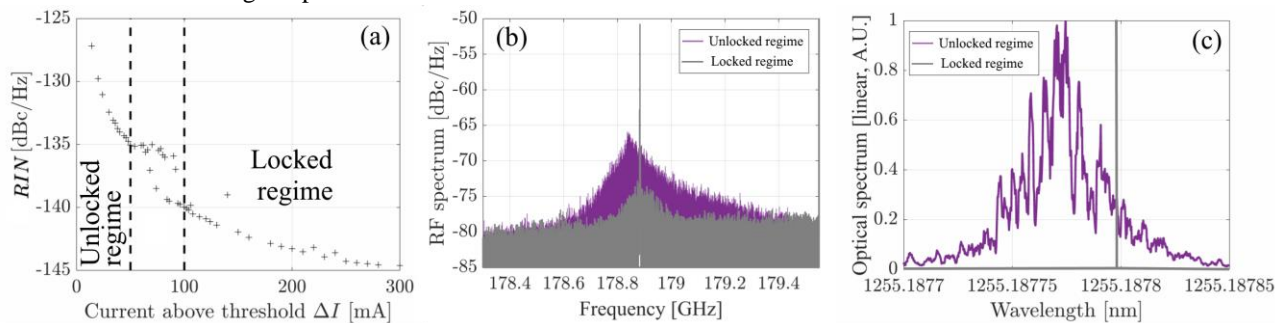 -125
-130
-135
-140
-145
RIN [dBc/Hz]
(a)
Unlocked
regime
Locked
regime
0
100
200
300
Current above threshold ΔI [mA]
-50
-55
-60
-65
-70
-75
-80
-85
RF spectrum [dBc/Hz]
(b)
Unlocked regime
Locked regime
178.4
178.6
178.8
179
179.2
179.4
Frequency [GHz]
1
0.8
0.6
0.4
0.2
0
Optical spectrum [linear, A.U.]
Unlocked regime
Locked regime
(c)
1255.1877
1255.18775
1255.1878
1255.18785
Wavelength [nm]